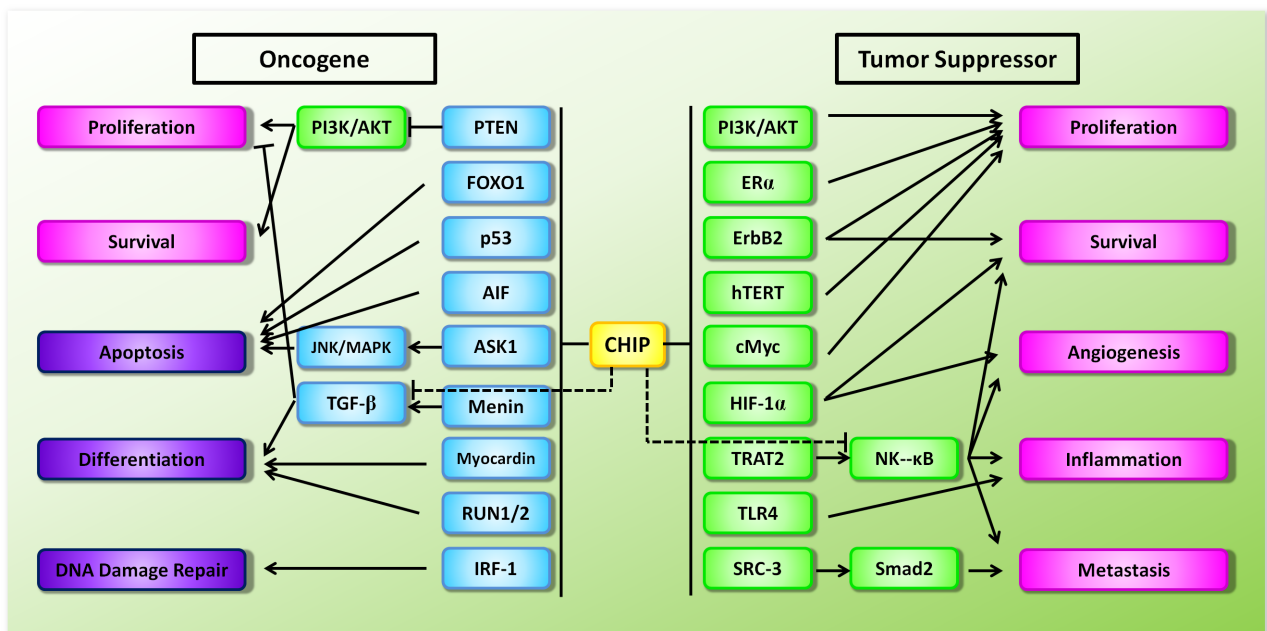 Oncogene
Tumor Suppressor
Proliferation
PI3K/AKT
PTEN
PI3K/AKT
Proliferation
FOXO1
ERα
Survival
p53
ErbB2
Survival
AIF
hTERT
Apoptosis
JNK/MAPK
ASK1
CHIP
cMyc
Angiogenesis
TGF-β
Menin
HIF-1α
Differentiation
Myocardin
TRAT2
NK--κB
Inflammation
RUN1/2
TLR4
DNA Damage Repair
IRF-1
SRC-3
Smad2
Metastasis